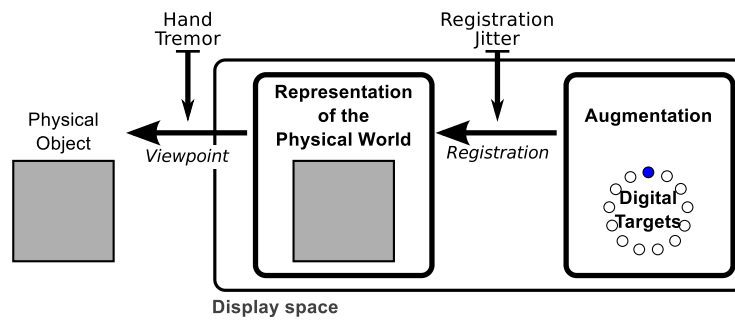 Hand
Tremor
Registration
Jitter
Physical
Object
Viewpoint
Representation
of the
Physical World
Registration
Augmentation
Digital
Targets
Display space